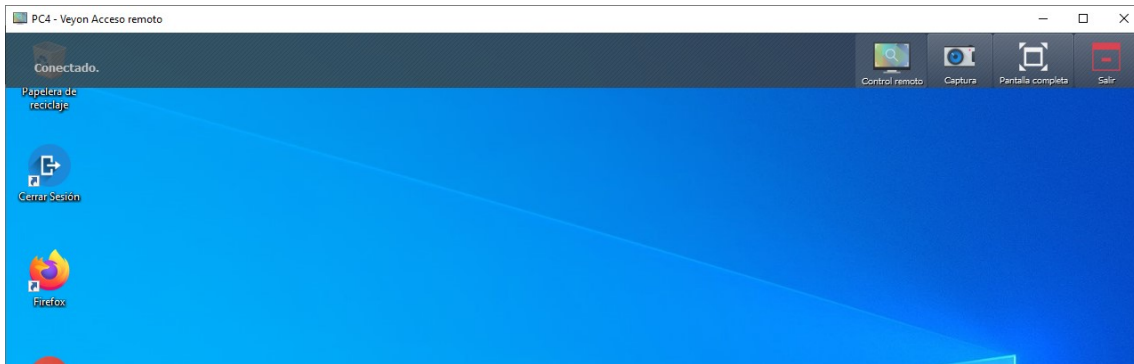 PC4 - Veyon Acceso remoto
Conectado.
Control remoto
Captura
Pantalla completa
Salir
Papelera de
reciclaje
Cerrar Sesión
Firefox